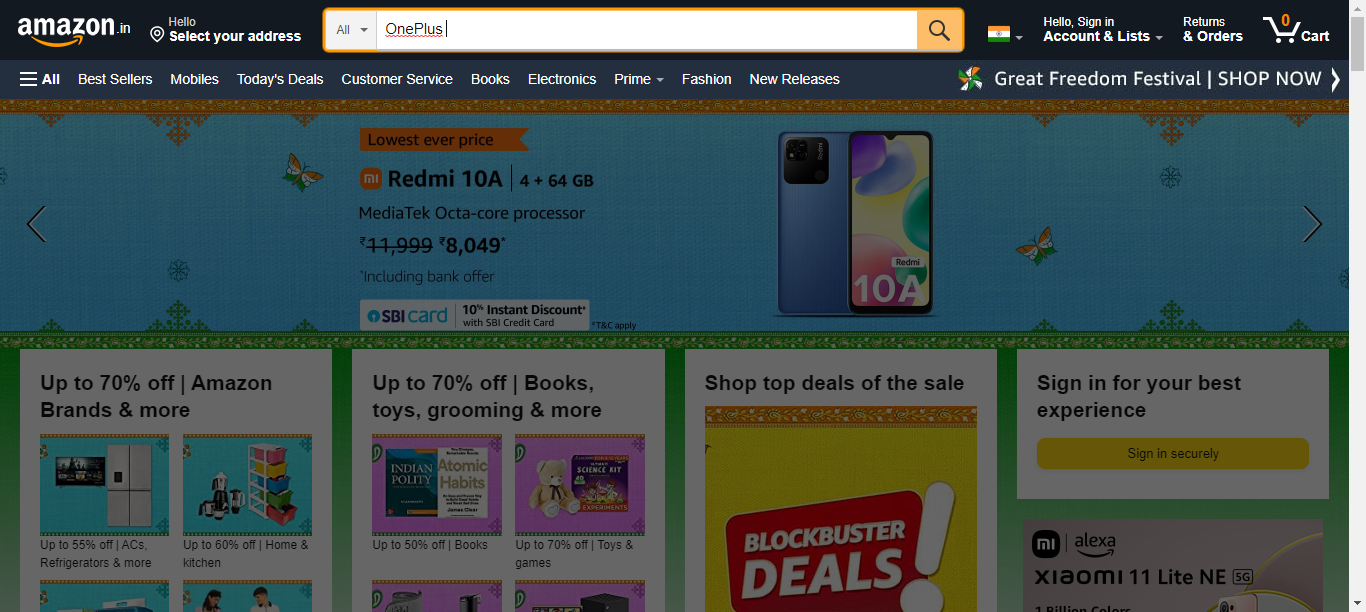 amazon.in
Hello
Select your address
All
OnePlus
Hello, Sign in
Account & Lists
Returns
& Orders
0
Cart
All
Best Sellers
Mobiles
Today's Deals
Customer Service
Books
Electronics
Prime
Fashion
New Releases
Great Freedom Festival | SHOP NOW
Lowest ever price
mi Redmi 10A | 4 + 64 GB
MediaTek Octa-core processor
₹11,999 ₹8,049*
*Including bank offer
SBI card
10% Instant Discount*
with SBI Credit Card
*T&C apply
Redmi
Redmi
10A
Up to 70% off | Amazon
Brands & more
Up to 55% off | ACs,
Refrigerators & more
Up to 60% off | Home &
kitchen
Up to 70% off | Books,
toys, grooming & more
INDIAN
POLITY
Atomic
Habits
James Clear
Up to 50% off | Books
ULTIMATE
SCIENCE KIT
EXPERIMENTS
Up to 70% off | Toys &
games
Shop top deals of the sale
BLOCKBUSTER
DEALS!
Sign in for your best
experience
Sign in securely
mi | alexa
xiaomi 11 Lite NE 5G
1 Billion Colors